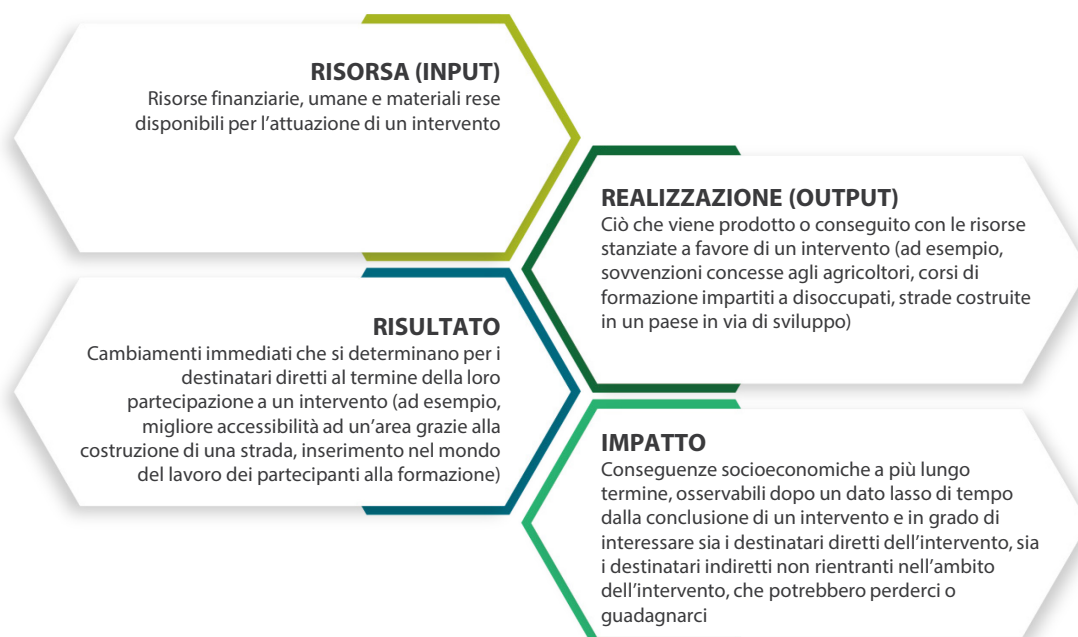 RISORSA (INPUT)
Risorse finanziarie, umane e materiali rese
disponibili per l'attuazione di un intervento
REALIZZAZIONE (OUTPUT)
Ciò che viene prodotto o conseguito con le risorse
stanziate a favore di un intervento (ad esempio,
sovvenzioni concesse agli agricoltori, corsi di
formazione impartiti a disoccupati, strade costruite
in un paese in via di sviluppo)
RISULTATO
Cambiamenti immediati che si determinano per i
destinatari diretti al termine della loro
partecipazione a un intervento (ad esempio,
migliore accessibilità ad un'area grazie alla
costruzione di una strada, inserimento nel mondo
del lavoro dei partecipanti alla formazione)
IMPATTO
Conseguenze socioeconomiche a più lungo
termine, osservabili dopo un dato lasso di tempo
dalla conclusione di un intervento e in grado di
interessare sia i destinatari diretti dell'intervento, sia
i destinatari indiretti non rientranti nell'ambito
dell'intervento, che potrebbero perderci o
guadagnarci